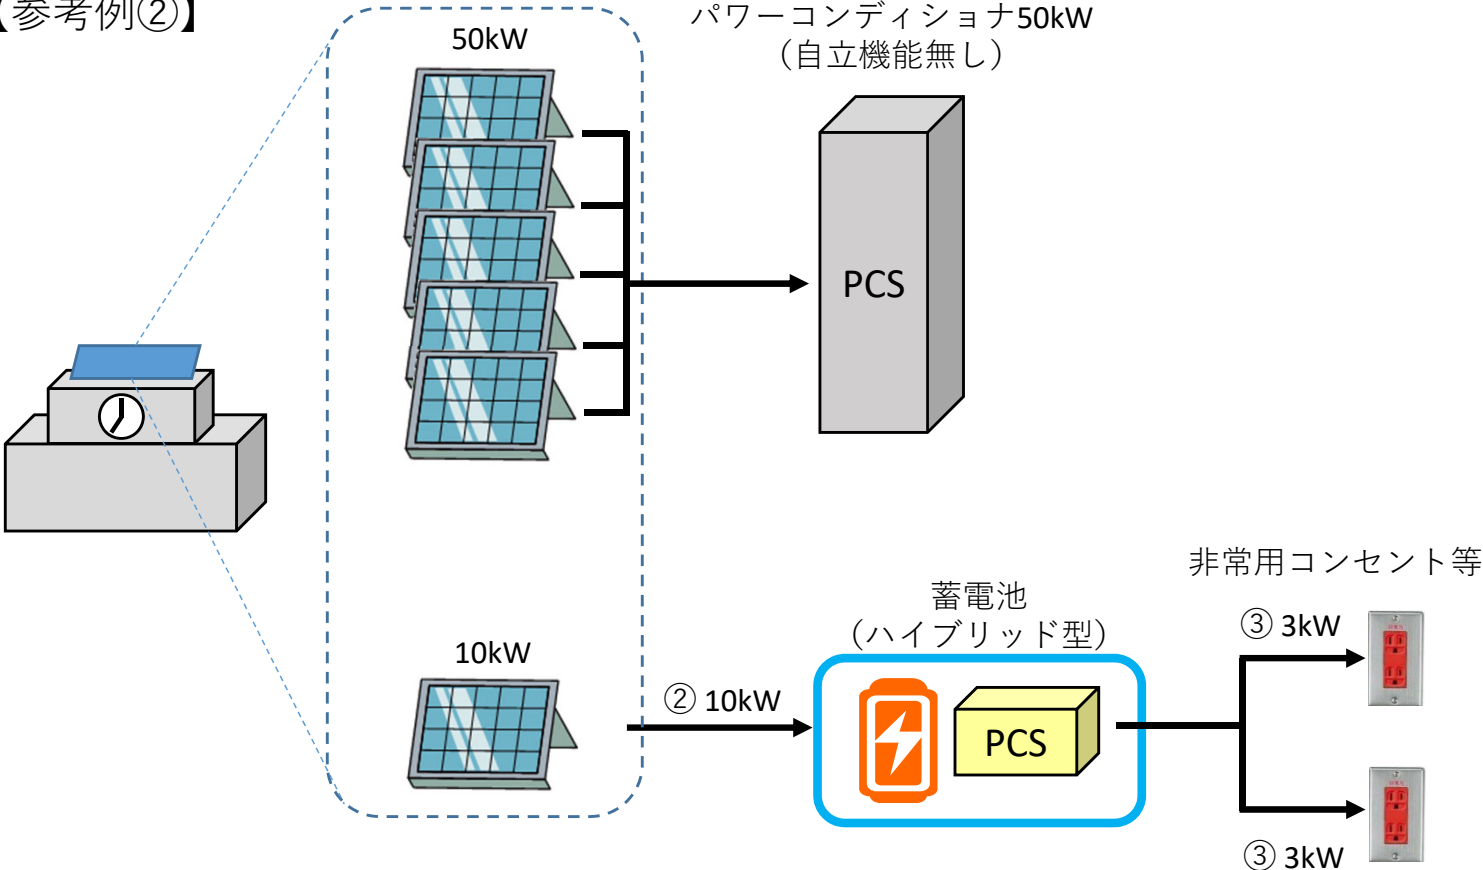 【参考例②】
50kW
パワーコンディショナ50kW
（自立機能無し）
PCS
10kW
② 10kW
蓄電池
（ハイブリッド型）
PCS
非常用コンセント等
③ 3kW
③ 3kW